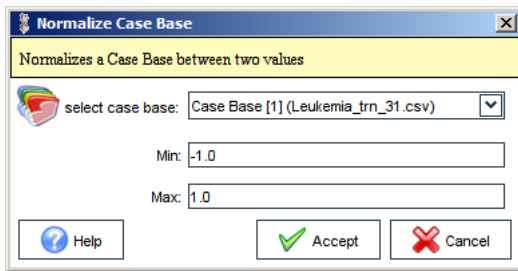 Normalize Case Base
Normalizes a Case Base between two values
select case base: Case Base [1] (Leukemia_trn_31.csv)
Min: -1.0
Max: 1.0
Help Accept Cancel